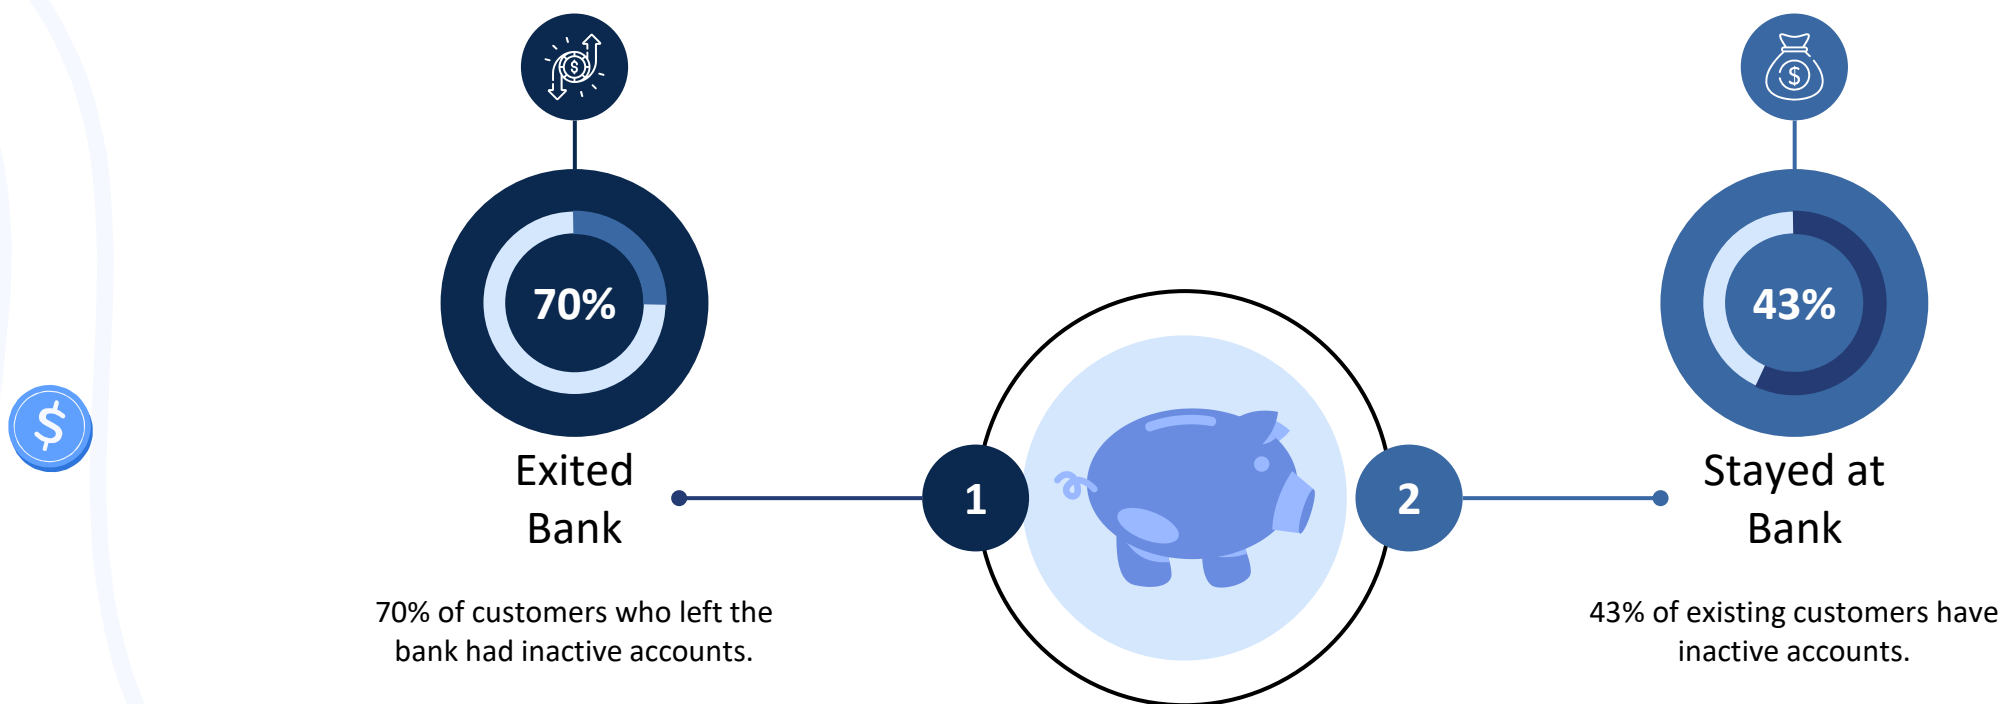 70%
Exited
Bank
70% of customers who left the
bank had inactive accounts.
$
$
1
2
$
43%
Stayed at
Bank
43% of existing customers have
inactive accounts.